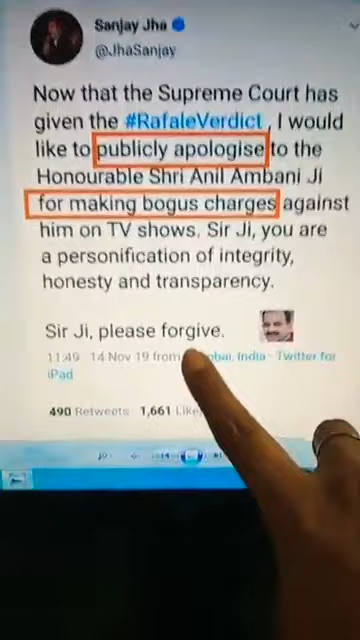 Sanjay Jha
@JhaSanjay
Now that the Supreme Court has
given the #RafaleVerdict , I would
like to publicly apologise to the
Honourable Shri Anil Ambani Ji
for making bogus charges against
him on TV shows, Sir Ji, you are
a personification of integrity,
honesty and transparency.
Sir Ji, please forgive.
11:49 14 Nov 19 from India · Twitter for
iPad
490 Retweets 1,661